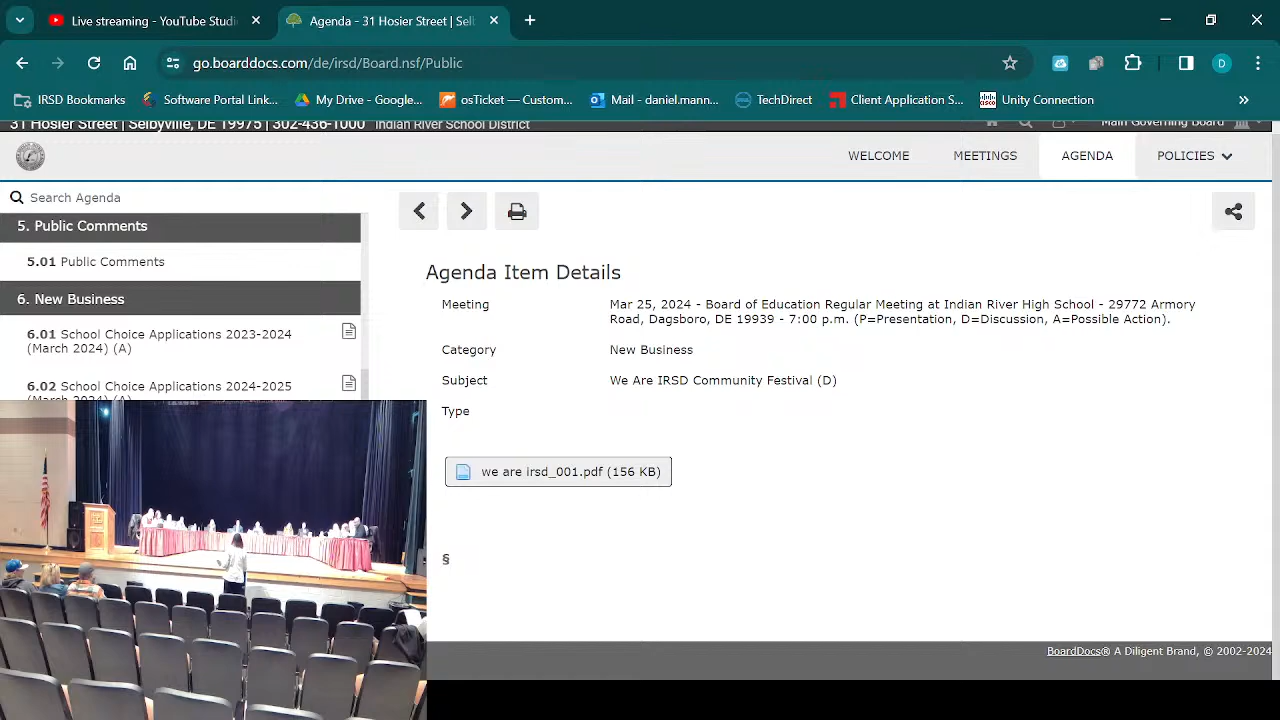 Live streaming - YouTube Studi
Agenda - 31 Hosier Street | Sel
go.boarddocs.com/de/irsd/Board.nsf/Public
D
IRSD Bookmarks
Software Portal Link...
My Drive - Google...
osTicket — Custom...
Mail - daniel.mann...
TechDirect
Client Application S...
Unity Connection
31 Hosier Street | Selbyville, DE 19975 | 302-436-1000 Indian River School District
Main Governing Board
WELCOME
MEETINGS
AGENDA
POLICIES
Search Agenda
5. Public Comments
5.01 Public Comments
6. New Business
6.01 School Choice Applications 2023-2024
(March 2024) (A)
6.02 School Choice Applications 2024-2025
(March 2024) (A)
Agenda Item Details
Meeting
Mar 25, 2024 - Board of Education Regular Meeting at Indian River High School - 29772 Armory
Road, Dagsboro, DE 19939 - 7:00 p.m. (P=Presentation, D=Discussion, A=Possible Action).
Category
New Business
Subject
We Are IRSD Community Festival (D)
Type
we are irsd_001.pdf (156 KB)
§
BoardDocs® A Diligent Brand, © 2002-2024